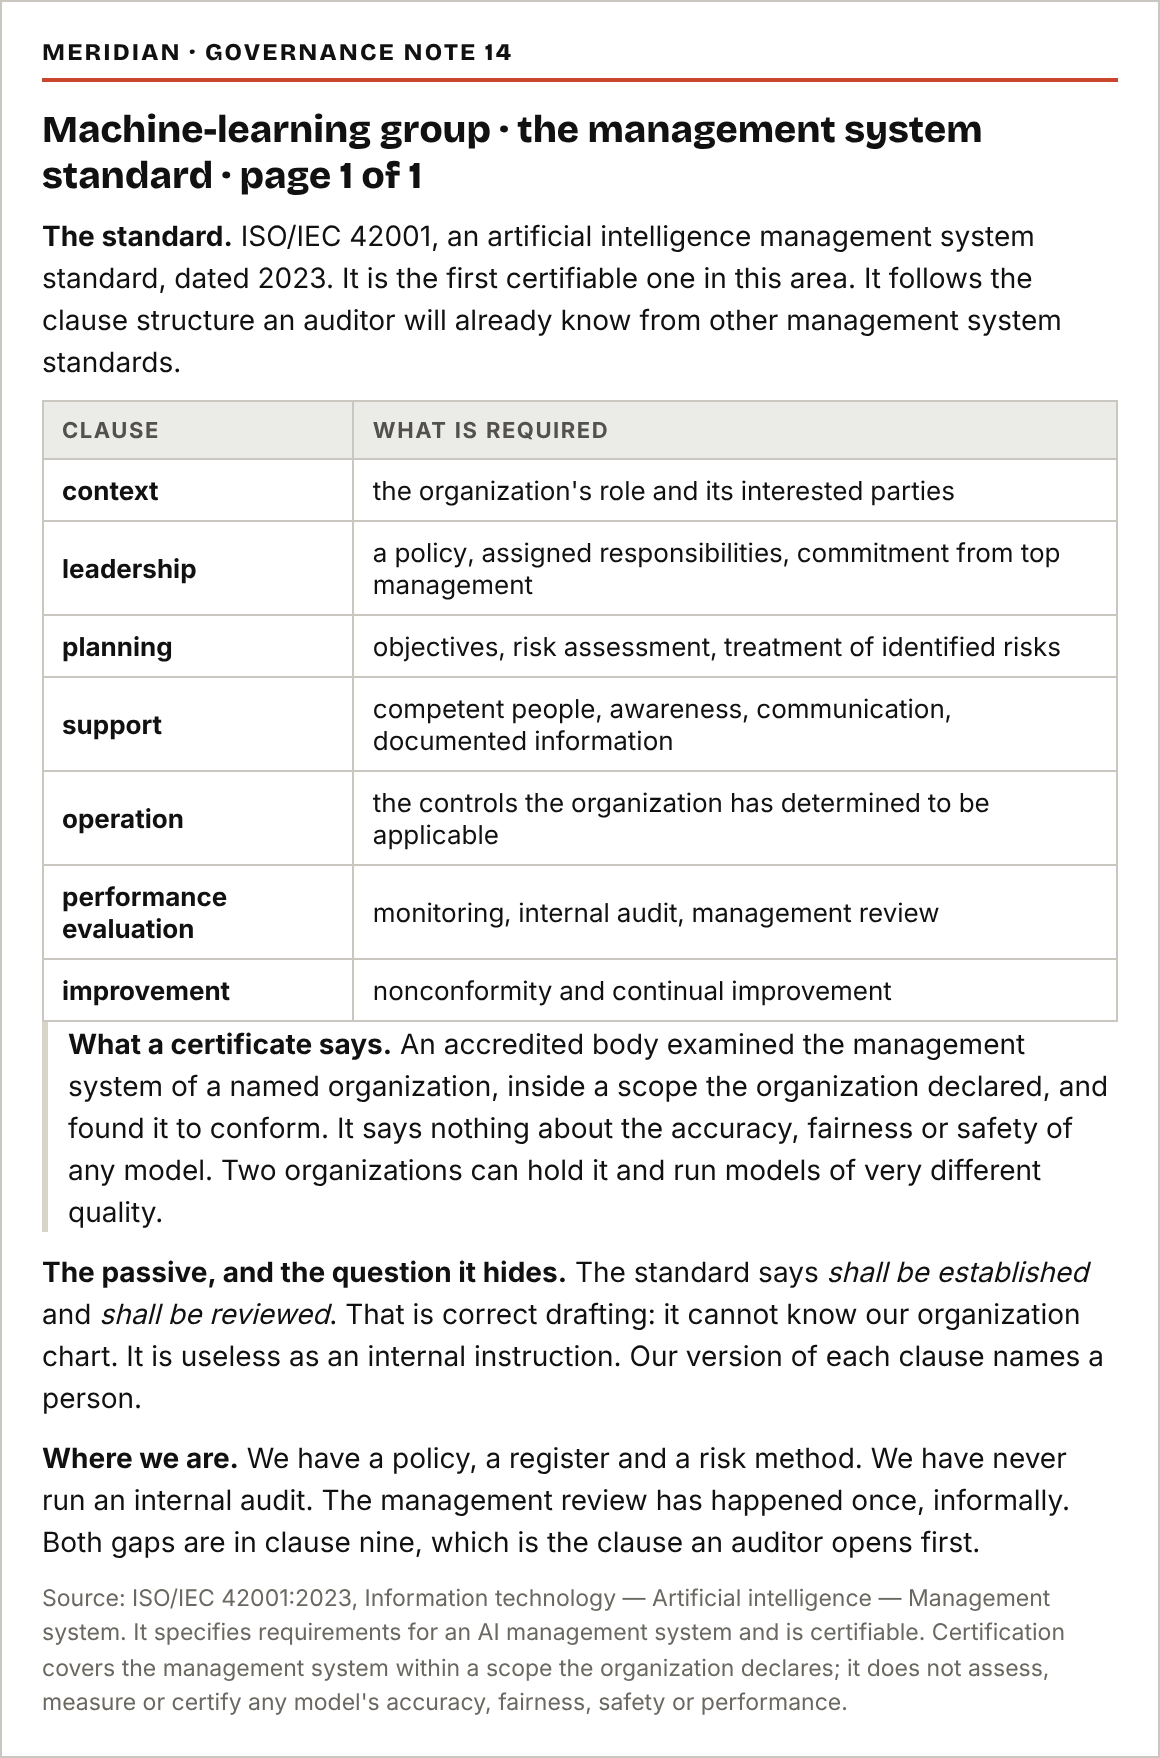 MERIDIAN · GOVERNANCE NOTE 14
Machine-learning group · the management system
standard · page 1 of 1
The standard. ISO/IEC 42001, an artificial intelligence management system
standard, dated 2023. It is the first certifiable one in this area. It follows the
clause structure an auditor will already know from other management system
standards.
CLAUSE WHAT IS REQUIRED
context the organization's role and its interested parties
leadership a policy, assigned responsibilities, commitment from top
management
planning objectives, risk assessment, treatment of identified risks
support competent people, awareness, communication,
documented information
operation the controls the organization has determined to be
applicable
performance
evaluation monitoring, internal audit, management review
improvement nonconformity and continual improvement
What a certificate says. An accredited body examined the management
system of a named organization, inside a scope the organization declared, and
found it to conform. It says nothing about the accuracy, fairness or safety of
any model. Two organizations can hold it and run models of very different
quality.
The passive, and the question it hides. The standard says shall be established
and shall be reviewed. That is correct drafting: it cannot know our organization
chart. It is useless as an internal instruction. Our version of each clause names a
person.
Where we are. We have a policy, a register and a risk method. We have never
run an internal audit. The management review has happened once, informally.
Both gaps are in clause nine, which is the clause an auditor opens first.
Source: ISO/IEC 42001:2023, Information technology — Artificial intelligence — Management
system. It specifies requirements for an AI management system and is certifiable. Certification
covers the management system within a scope the organization declares; it does not assess,
measure or certify any model's accuracy, fairness, safety or performance.